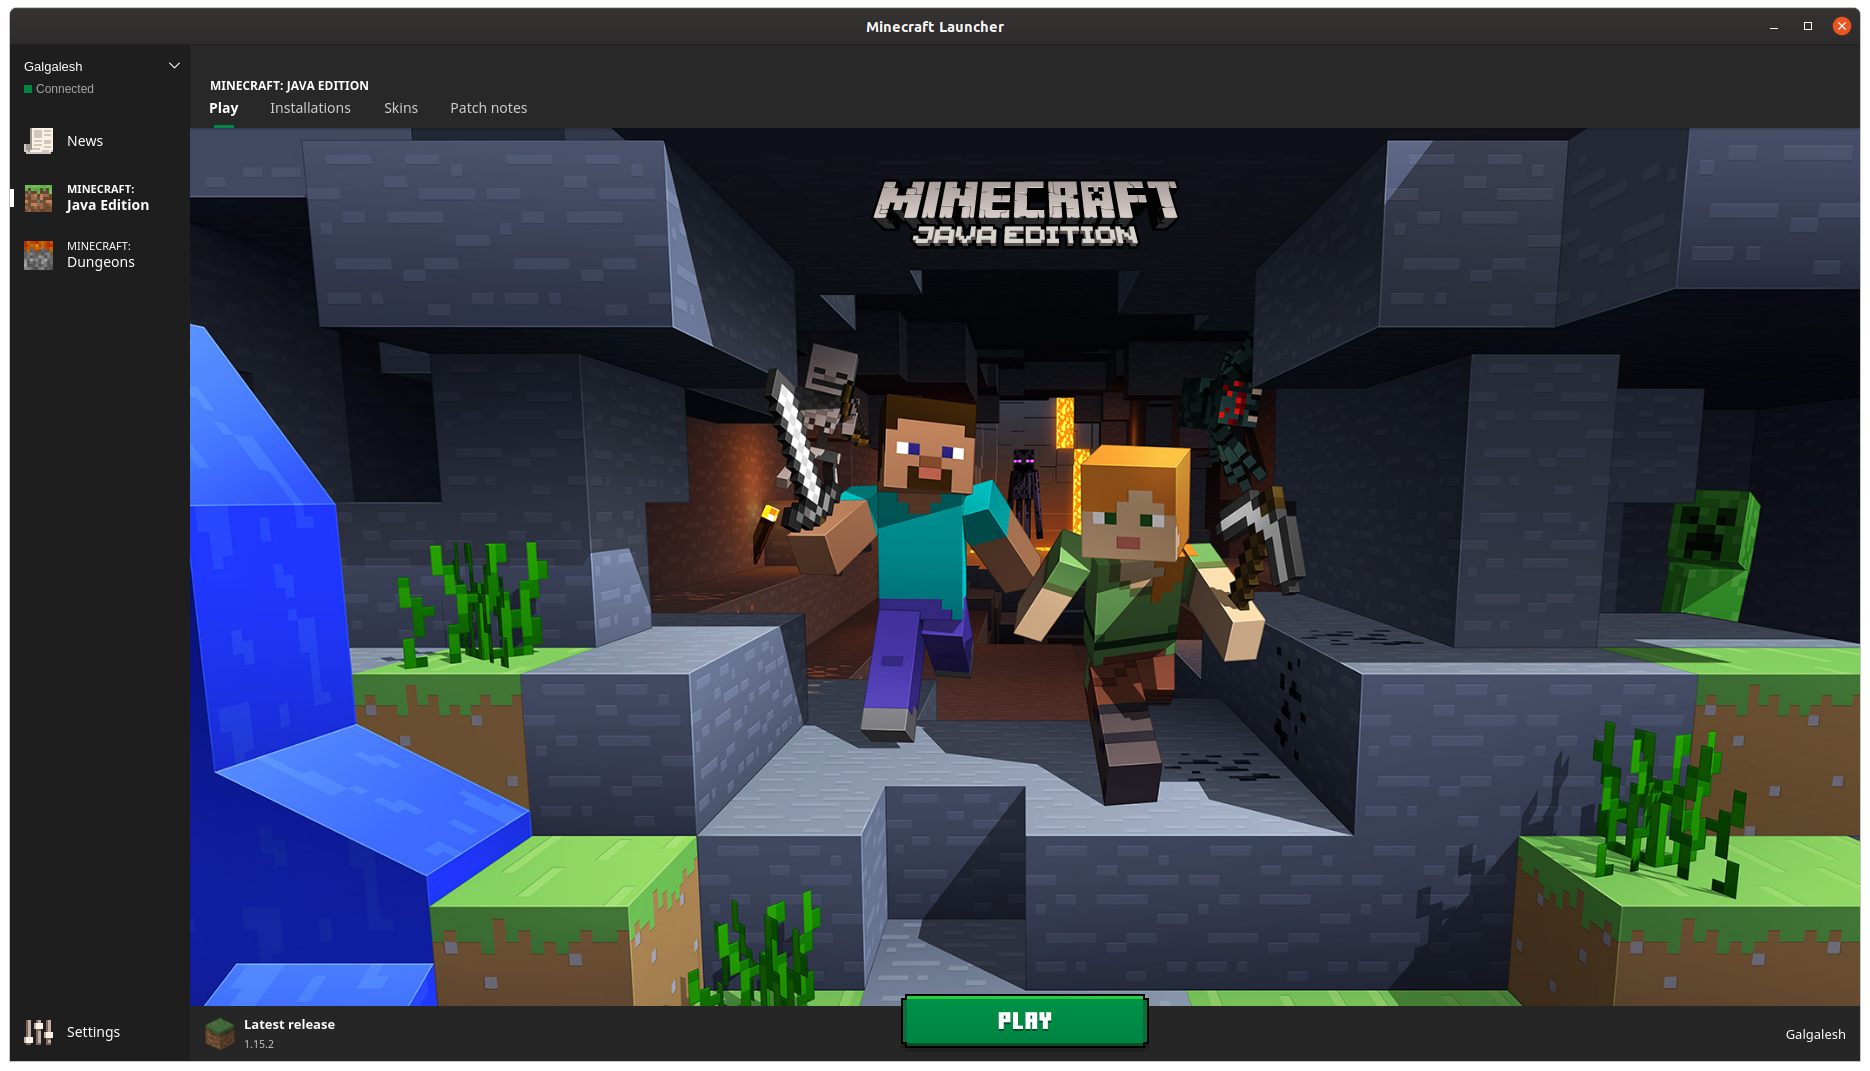 Minecraft Launcher
Galgalesh
Connected
News
MINECRAFT:
Java Edition
MINECRAFT:
Dungeons
Settings
MINECRAFT: JAVA EDITION
Play Installations Skins Patch notes
MINECRAFT
JAVA EDITION
Latest release
1.15.2
PLAY
Galgalesh